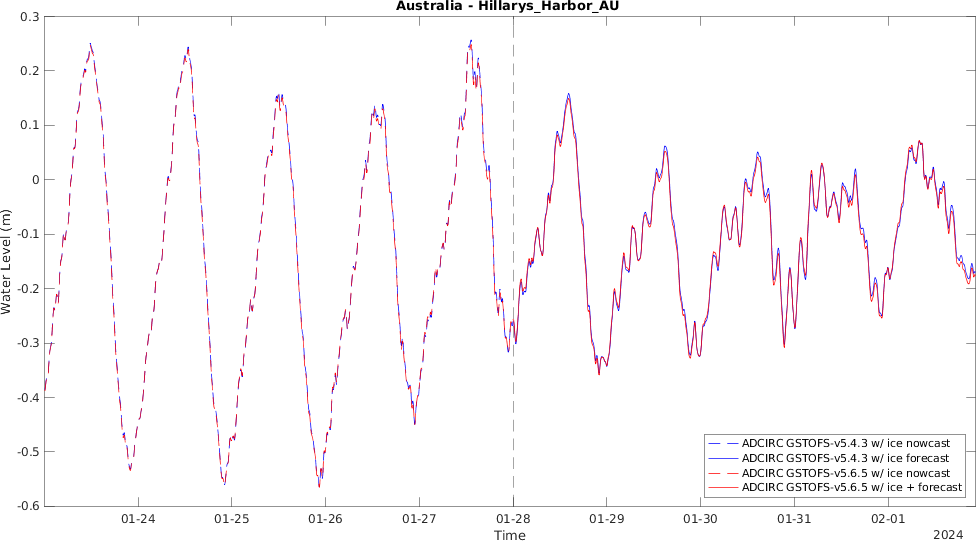 Australia - Hillarys_Harbor_AU
0.3
0.2
0.1
0
-0.1
-0.2
-0.3
-0.4
-0.5
-0.6
Water Level (m)
ADCIRC GSTOFS-v5.4.3 w/ ice nowcast
ADCIRC GSTOFS-v5.4.3 w/ ice forecast
ADCIRC GSTOFS-v5.6.5 w/ ice nowcast
ADCIRC GSTOFS-v5.6.5 w/ ice + forecast
01-24 01-25 01-26 01-27 01-28 01-29 01-30 01-31 02-01
Time
2024